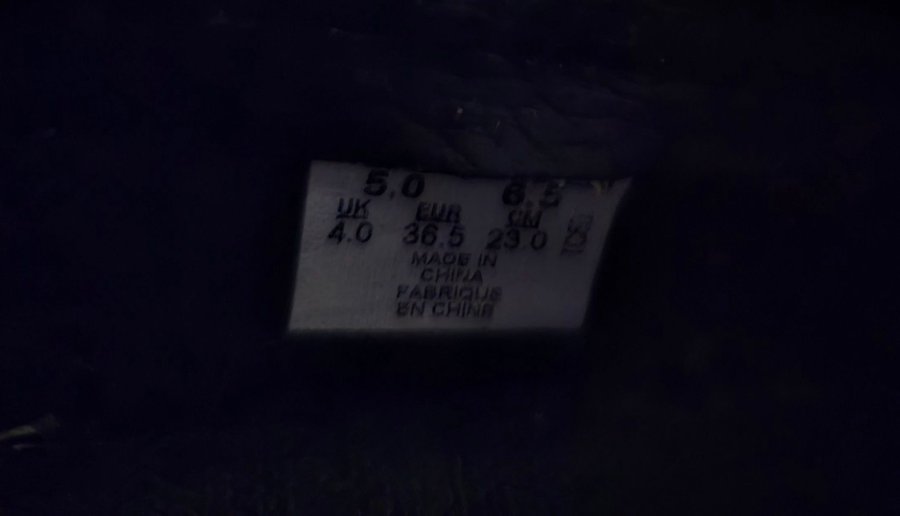 5.0 6.5
UK EUR CM
4.0 36.5 23.0
MADE IN
CHINA
FABRIQUE
EN CHINE